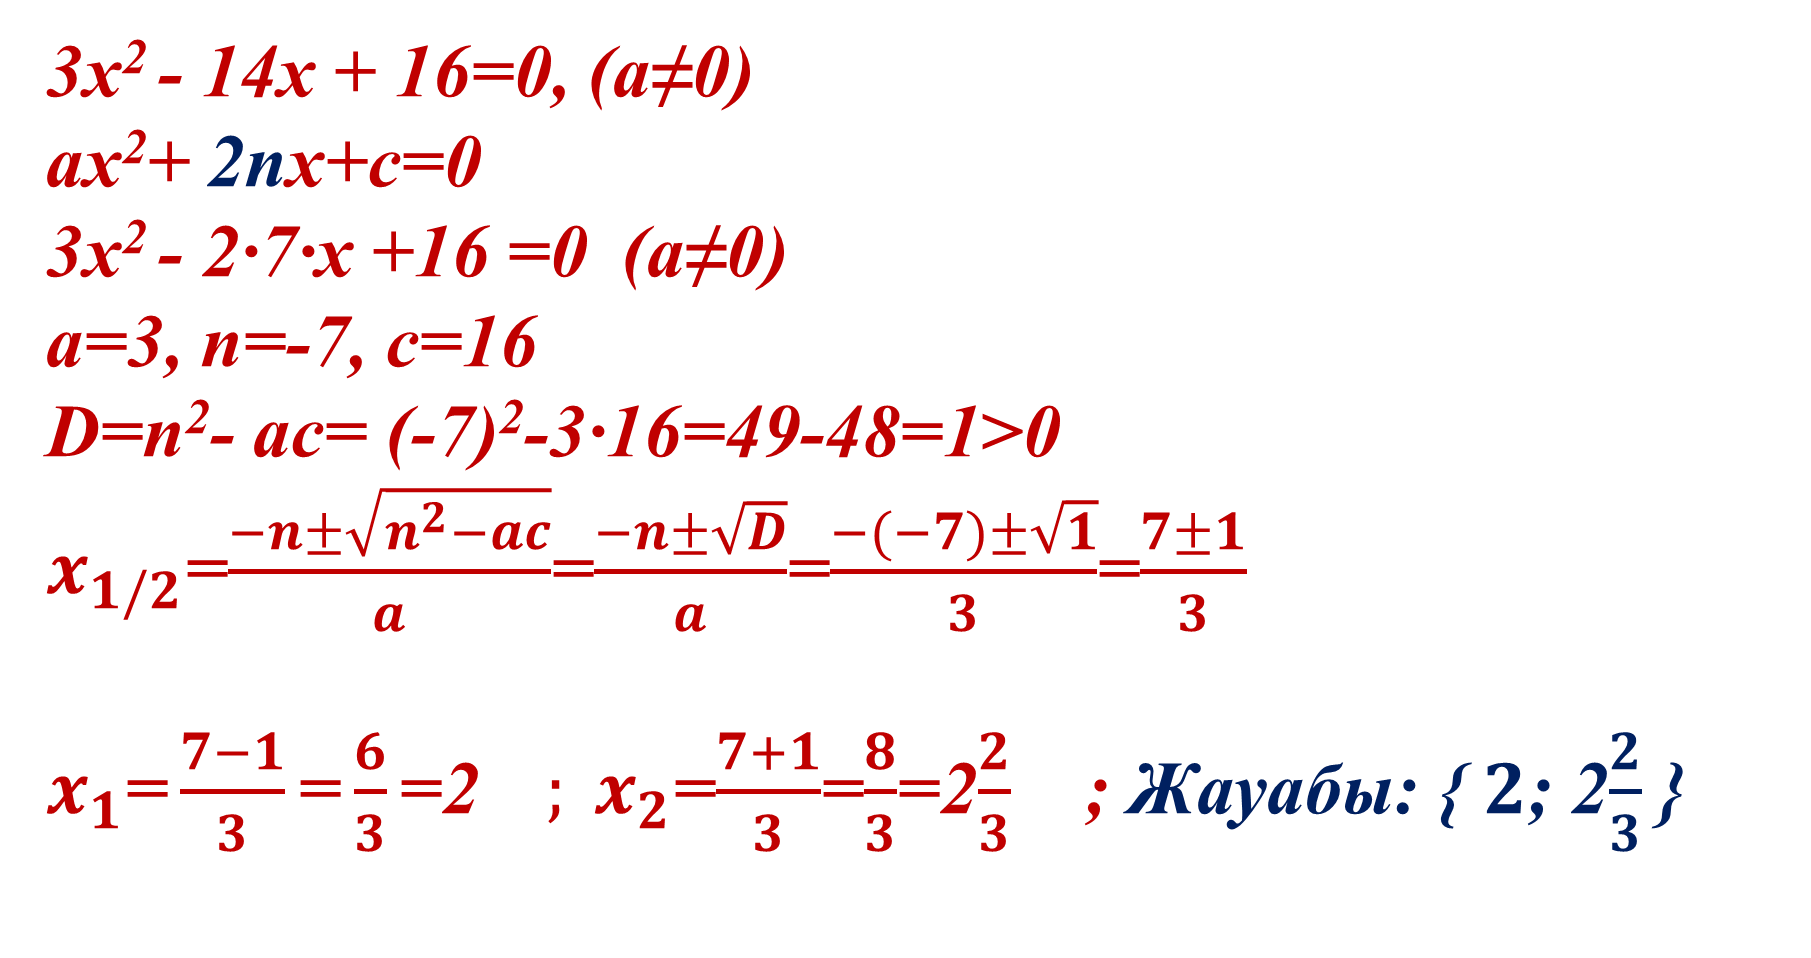 3x² - 14x + 16=0, (a≠0)
ax²+ 2nx+c=0
3x² - 2·7·x +16 =0 (a≠0)
a=3, n=-7, c=16
D=n²- ac= (-7)²-3·16=49-48=1>0
x₁/₂=(−n±√(n²−ac))/a=(−n±√D)/a=(−(−7)±√1)/3=(7±1)/3
x₁=(7−1)/3 = 6/3 =2 ; x₂=(7+1)/3=8/3=2 2/3 ; Жауабы: { 2; 2 2/3 }